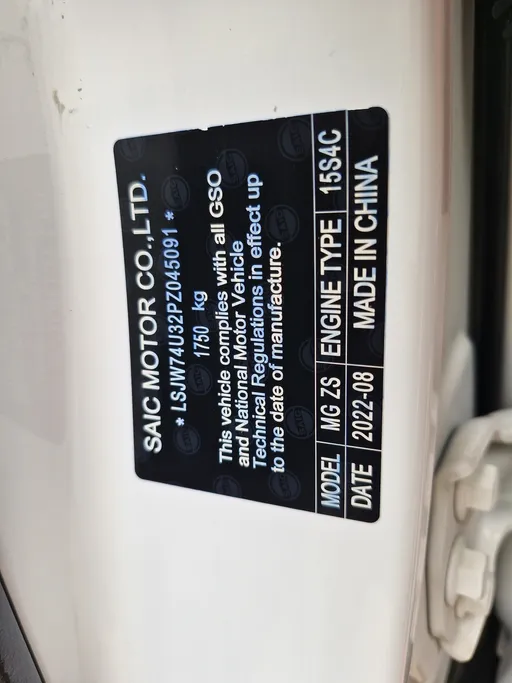 SAIC MOTOR CO.,LTD.
* LSJW74U32PZ045091 *
1750 kg
This vehicle complies with all GSO
and National Motor Vehicle
Technical Regulations in effect up
to the date of manufacture.
MODEL MG ZS ENGINE TYPE 15S4C
DATE 2022-08 MADE IN CHINA